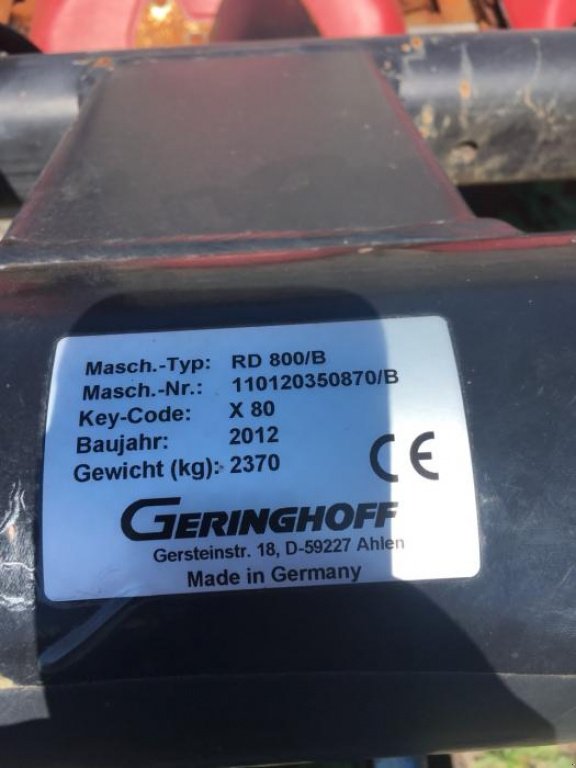 Masch.-Typ: RD 800/B
Masch.-Nr.: 110120350870/B
Key-Code: X 80
Baujahr: 2012
Gewicht (kg): 2370
CE
GERINGHOFF
Gersteinstr. 18, D-59227 Ahlen
Made in Germany